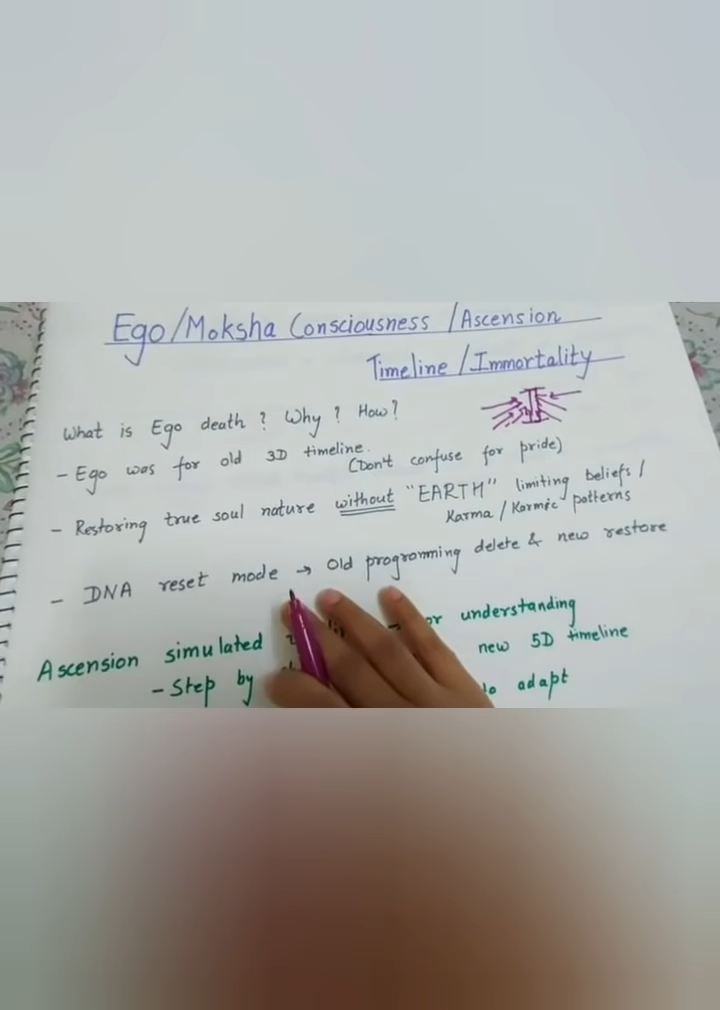 Ego/Moksha Consciousness /Ascension
Timeline /Immortality
What is Ego death? Why? How?
- Ego was for old 3D timeline.
(Don't confuse for pride)
- Restoring true soul nature without "EARTH" limiting beliefs/
Karma/Karmic patterns
- DNA reset mode → Old programming delete & new restore
Ascension simulated understanding
new 5D timeline
- Step by adapt